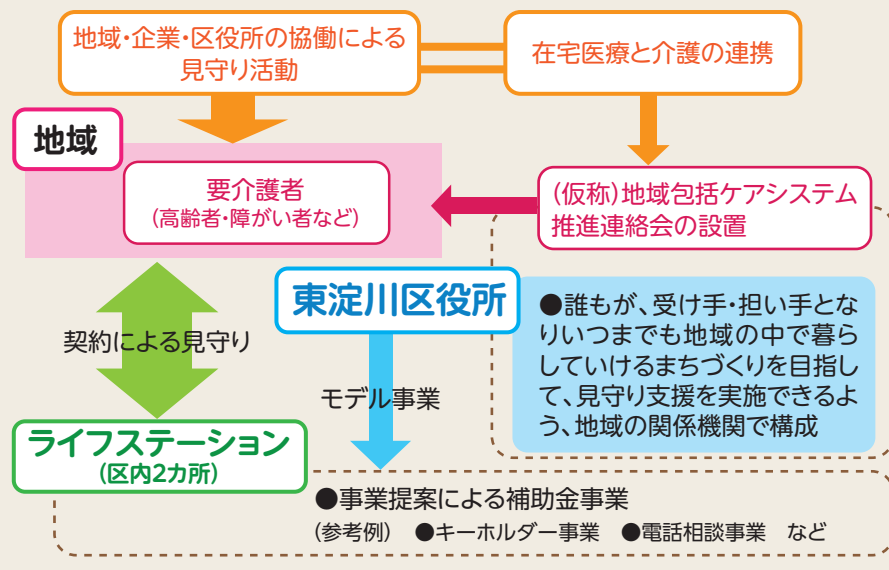 地域・企業・区役所の協働による
見守り活動
在宅医療と介護の連携
地域
要介護者
(高齢者・障がい者など)
(仮称)地域包括ケアシステム
推進連絡会の設置
東淀川区役所
●誰もが、受け手・担い手とな
りいつまでも地域の中で暮ら
していけるまちづくりを目指し
て、見守り支援を実施できるよ
う、地域の関係機関で構成
契約による見守り
モデル事業
ライフステーション
(区内2カ所)
●事業提案による補助金事業
(参考例) ●キーホルダー事業 ●電話相談事業 など